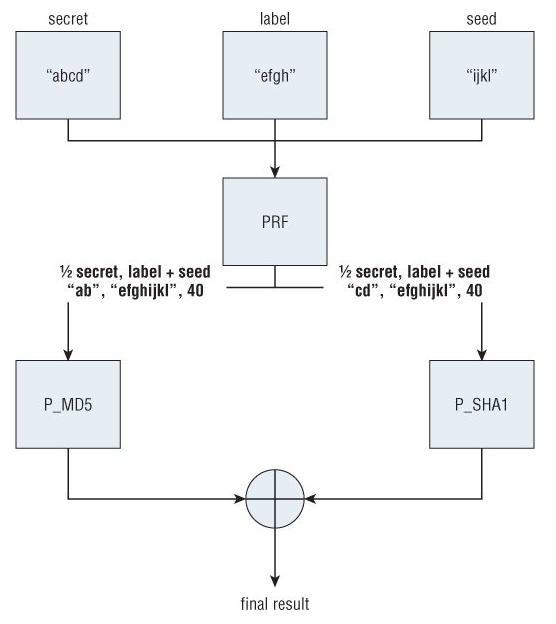 secret
label
seed
“abcd”
“efgh”
“ijkl”
PRF
½ secret, label + seed
“ab”, “efghijkl”, 40
½ secret, label + seed
“cd”, “efghijkl”, 40
P_MD5
P_SHA1
final result